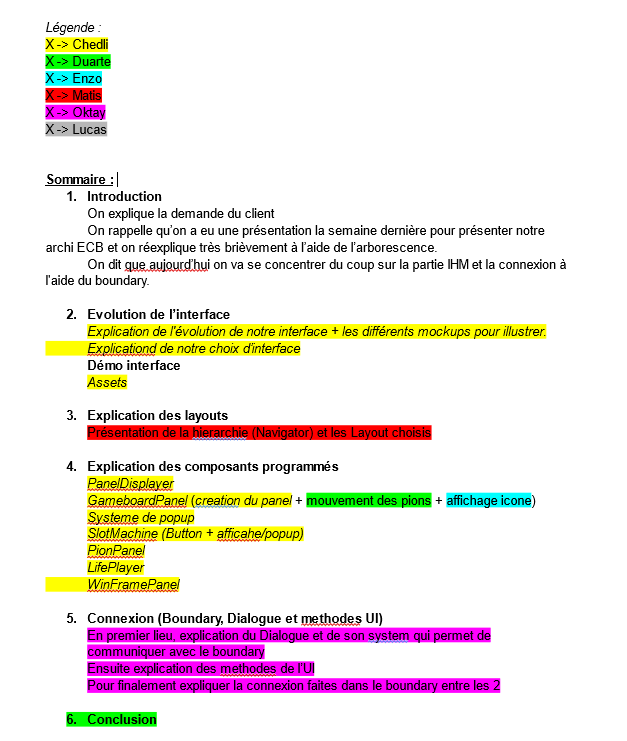 Légende :
X -> Chedli
X -> Duarte
X -> Enzo
X -> Matis
X -> Oktay
X -> Lucas
Sommaire :
1. Introduction
On explique la demande du client
On rappelle qu'on a eu une présentation la semaine dernière pour présenter notre
archi ECB et on réexplique très brièvement à l'aide de l'arborescence.
On dit que aujourd'hui on va se concentrer du coup sur la partie IHM et la connexion à
l'aide du boundary.
2. Evolution de l'interface
Explication de l'évolution de notre interface + les différents mockups pour illustrer.
Explicationd de notre choix d'interface
Démo interface
Assets
3. Explication des layouts
Présentation de la hierarchie (Navigator) et les Layout choisis
4. Explication des composants programmés
PanelDisplayer
GameboardPanel (creation du panel + mouvement des pions + affichage icone)
Systeme de popup
SlotMachine (Button + afficahe/popup)
PionPanel
LifePlayer
WinFramePanel
5. Connexion (Boundary, Dialogue et methodes UI)
En premier lieu, explication du Dialogue et de son system qui permet de
communiquer avec le boundary
Ensuite explication des methodes de l'UI
Pour finalement expliquer la connexion faites dans le boundary entre les 2
6. Conclusion